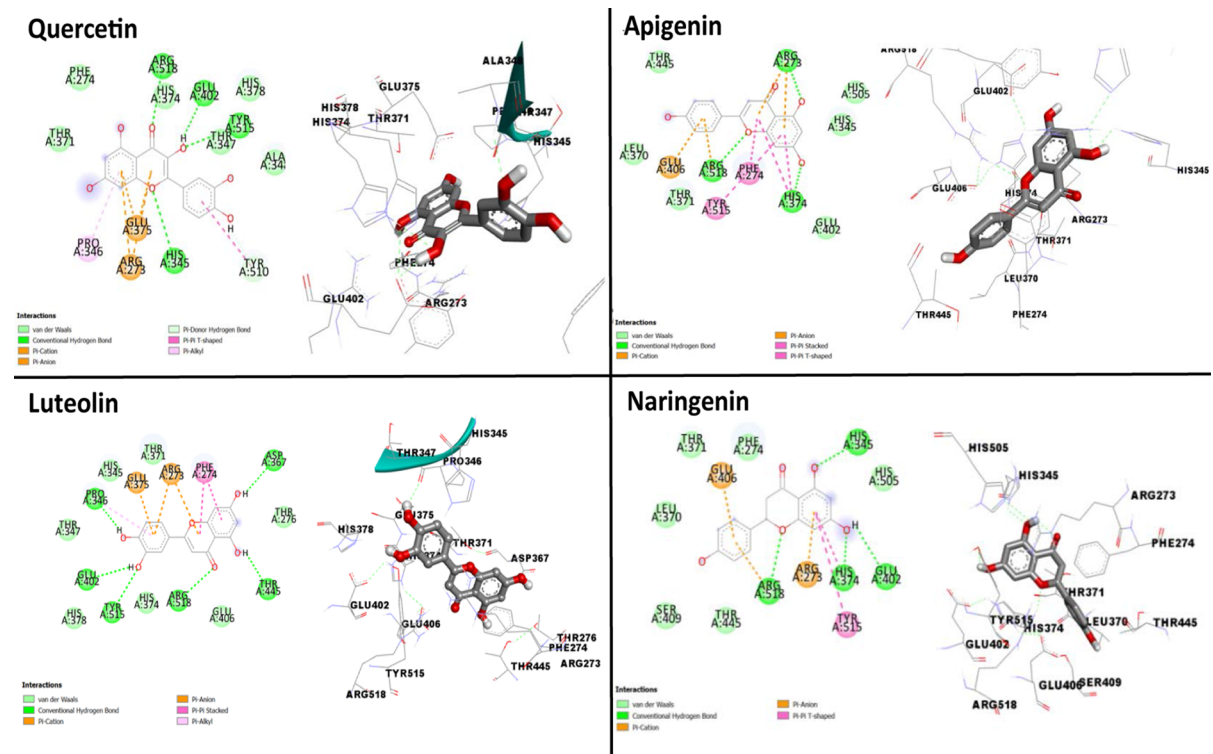 Quercetin
PHE
A:274
ARG
A:518
HIS
A:374
GLU
A:402
HIS
A:378
TYR
A:515
THR
A:347
THR
A:371
ALA
A:34
PRO
A:346
GLU
A:375
ARG
A:273
HIS
A:345
TYR
A:510
H
H
O
O
Interactions
van der Waals
Conventional Hydrogen Bond
Pi-Cation
Pi-Anion
Pi-Donor Hydrogen Bond
Pi-Pi T-shaped
Pi-Alkyl
GLU375
HIS378
HIS374
THR371
THR347
HIS345
PHE274
GLU402
ARG273
Apigenin
THR
A:445
ARG
A:273
HIS
A:505
HIS
A:345
LEU
A:370
GLU
A:406
ARG
A:518
PHE
A:274
THR
A:371
TYR
A:515
HIS
A:374
GLU
A:402
Interactions
van der Waals
Conventional Hydrogen Bond
Pi-Cation
Pi-Anion
Pi-Pi Stacked
Pi-Pi T-shaped
ARG518
GLU402
HIS345
GLU406
ARG273
THR371
LEU370
THR445
PHE274
Luteolin
THR
A:371
HIS
A:345
GLU
A:375
ARG
A:273
PHE
A:274
ASP
A:367
PRO
A:346
THR
A:347
THR
A:276
GLU
A:402
HIS
A:378
TYR
A:515
HIS
A:374
ARG
A:518
GLU
A:406
THR
A:445
Interactions
van der Waals
Conventional Hydrogen Bond
Pi-Cation
Pi-Anion
Pi-Pi Stacked
Pi-Alkyl
HIS345
THR347
PRO346
HIS378
THR371
ASP367
GLU402
GLU406
TYR515
ARG518
THR276
PHE274
THR445
ARG273
Naringenin
THR
A:371
PHE
A:274
HIS
A:345
GLU
A:406
HIS
A:505
LEU
A:370
ARG
A:518
ARG
A:273
HIS
A:374
GLU
A:402
SER
A:409
THR
A:445
TYR
A:515
Interactions
van der Waals
Conventional Hydrogen Bond
Pi-Cation
Pi-Anion
Pi-Pi T-shaped
HIS505
HIS345
ARG273
PHE274
THR371
TYR515
HIS374
LEU370
THR445
GLU402
SER409
ARG518